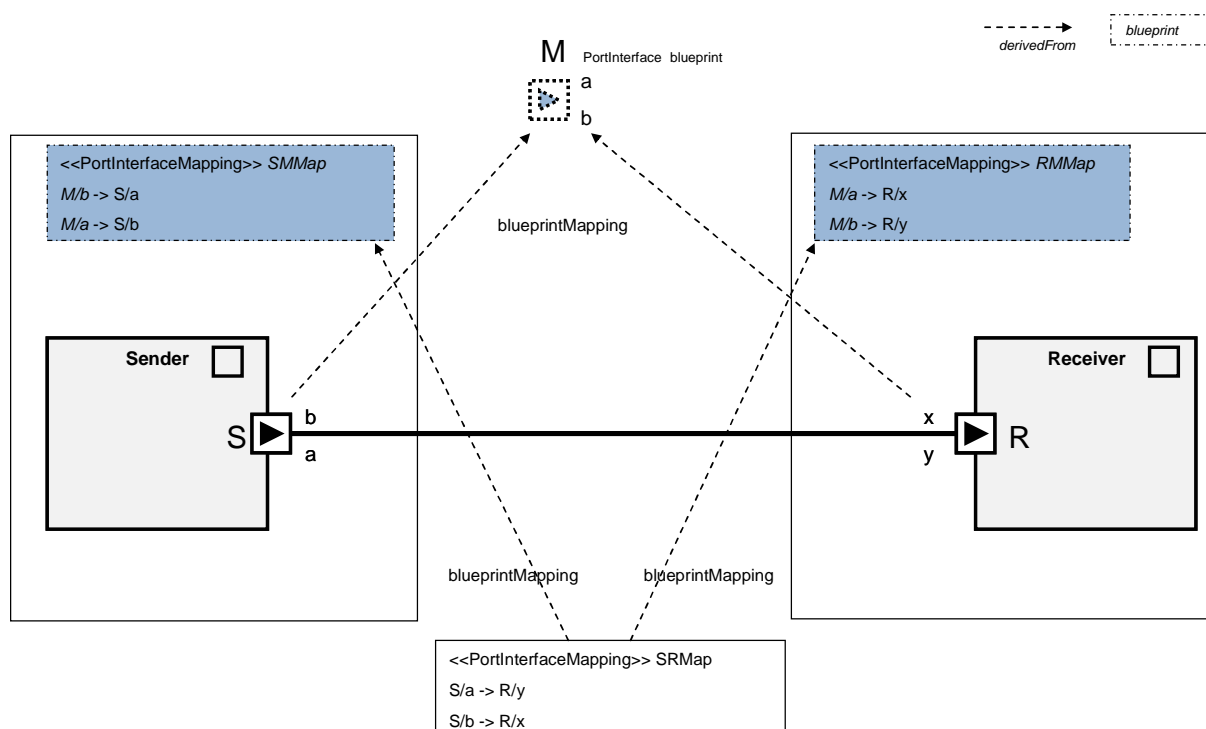 derivedFrom
blueprint
M PortInterface blueprint
a
b
<<PortInterfaceMapping>> SMMap
M/b -> S/a
M/a -> S/b
<<PortInterfaceMapping>> RMMap
M/a -> R/x
M/b -> R/y
blueprintMapping
Sender
Receiver
S
b
a
x
y
R
blueprintMapping
blueprintMapping
<<PortInterfaceMapping>> SRMap
S/a -> R/y
S/b -> R/x